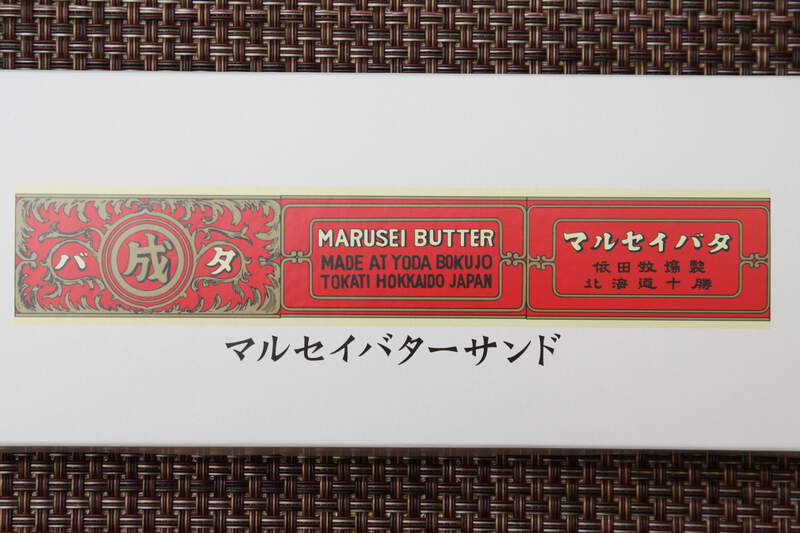 バ成タ
MARUSEI BUTTER
MADE AT YODA BOKUJO
TOKATI HOKKAIDO JAPAN
マルセイバタ
依田牧場製
北海道十勝
マルセイバターサンド